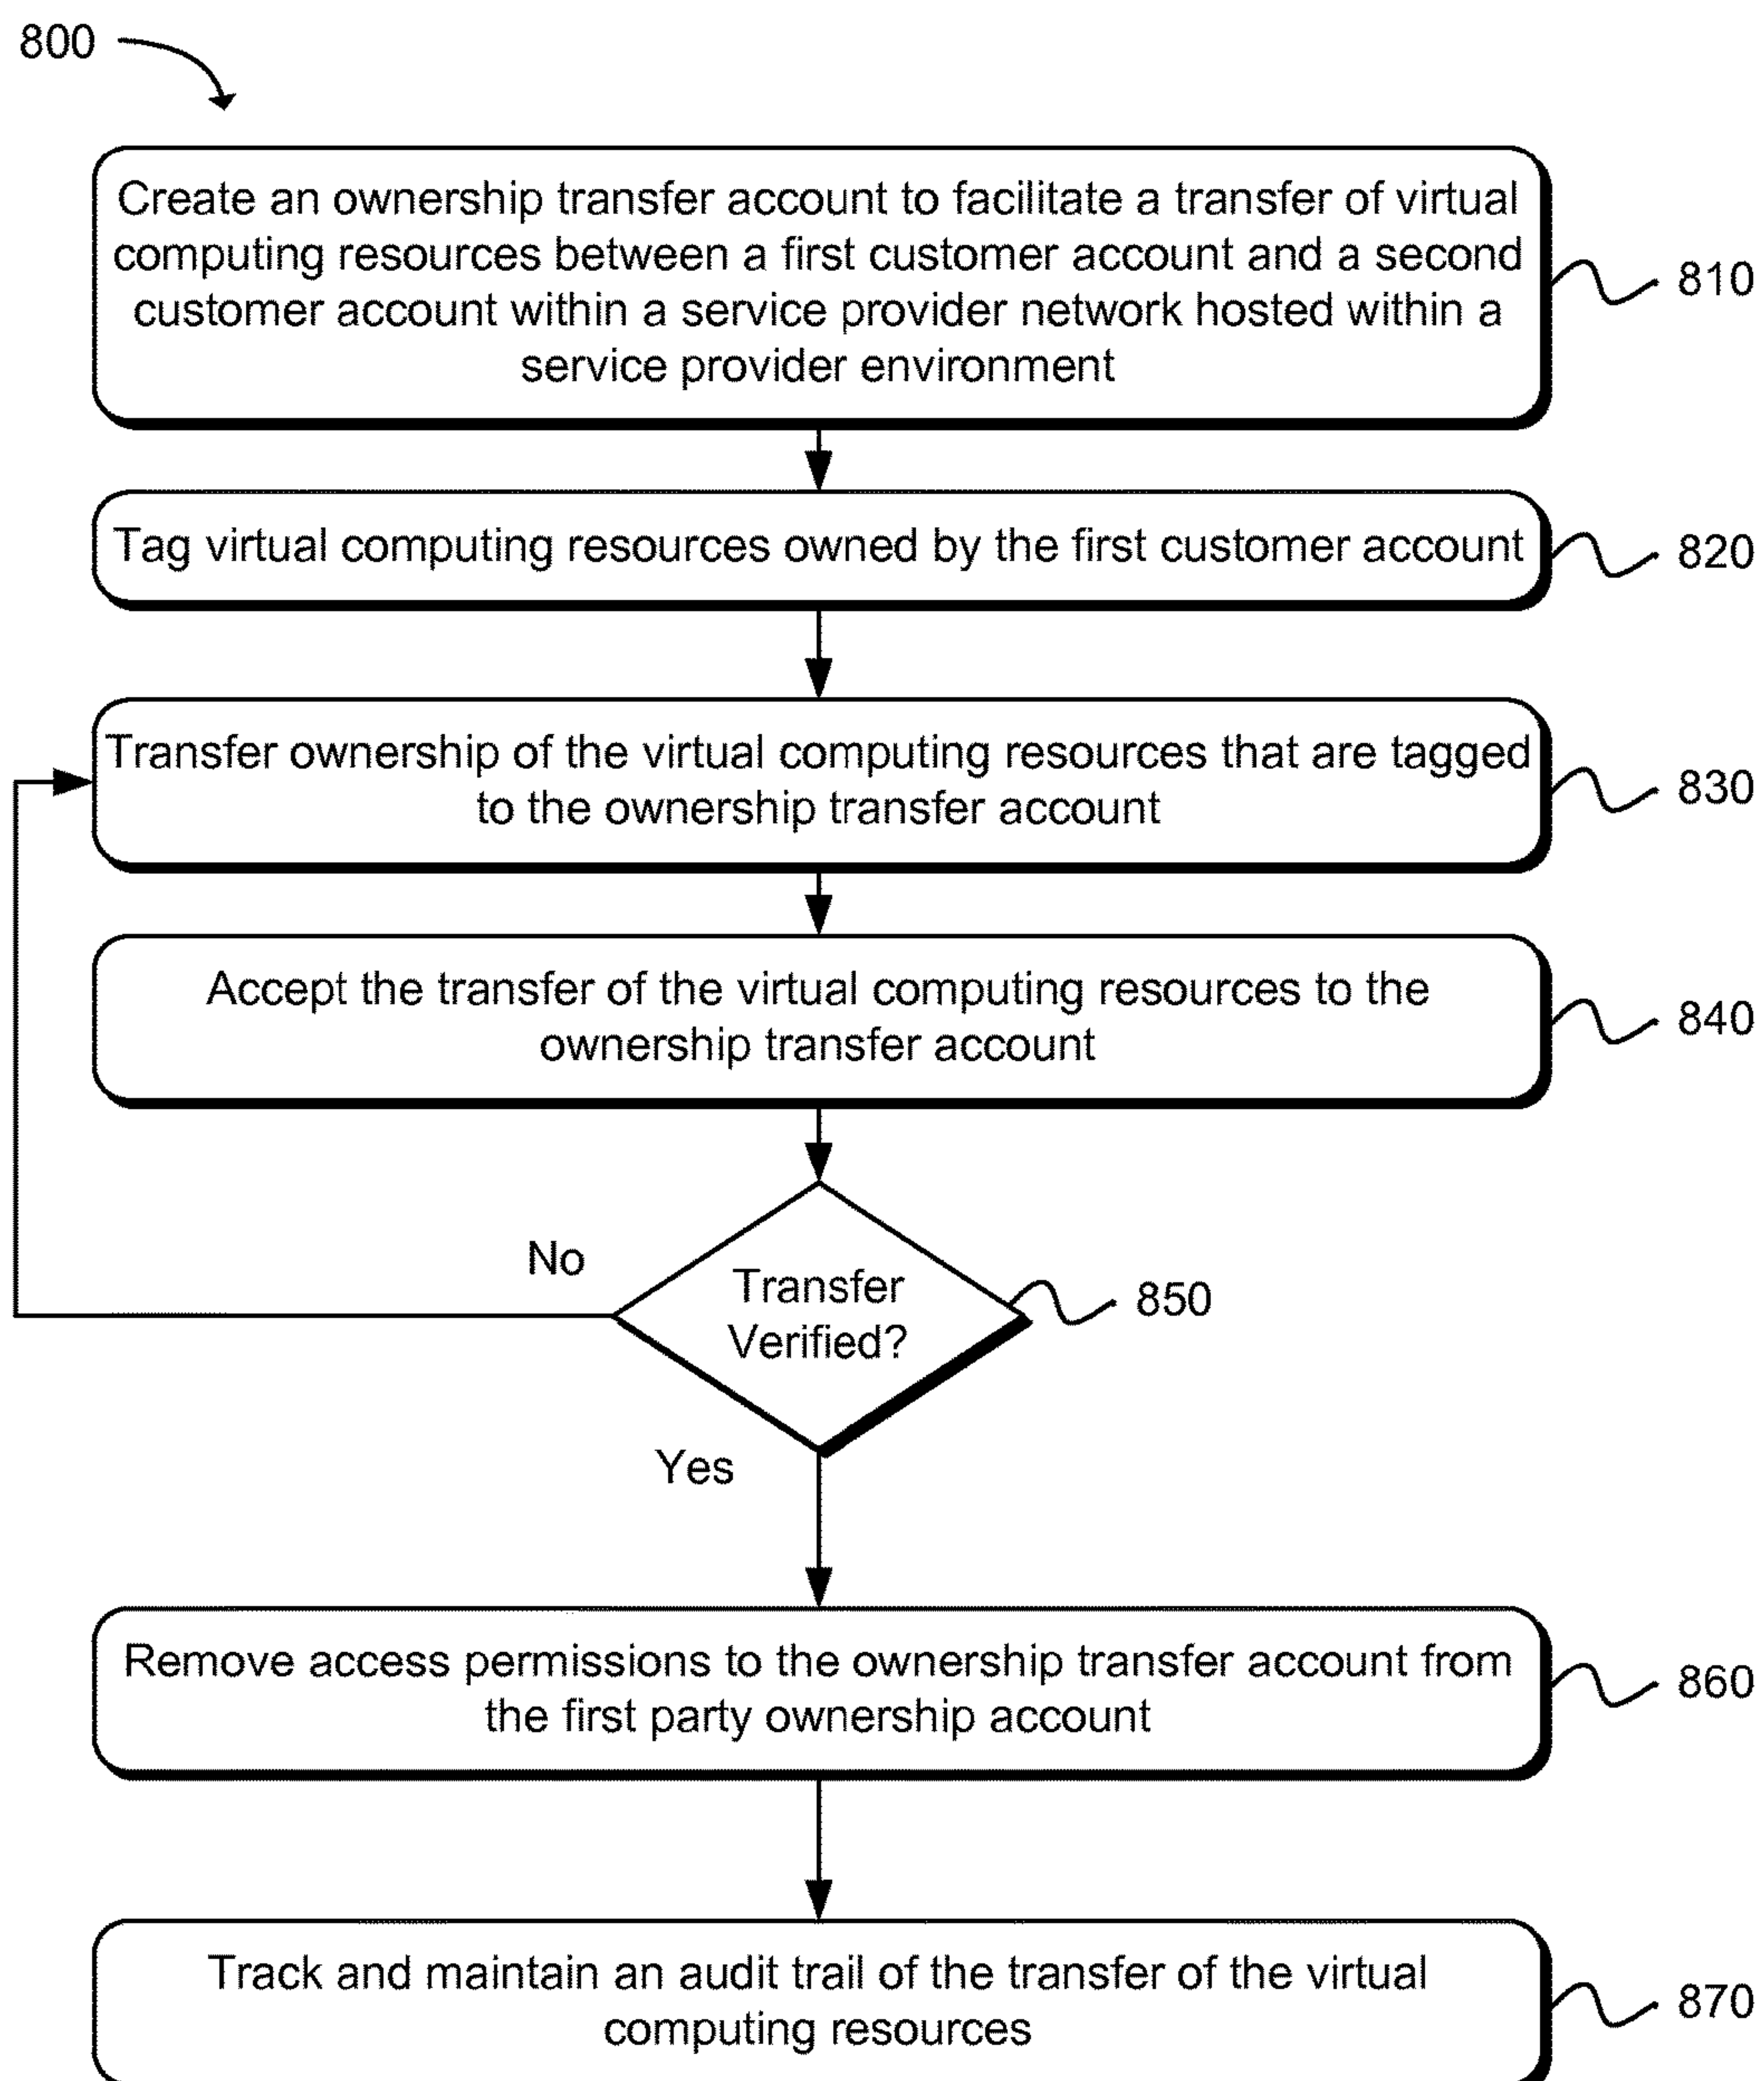 800
Create an ownership transfer account to facilitate a transfer of virtual
computing resources between a first customer account and a second
customer account within a service provider network hosted within a
service provider environment
810
Tag virtual computing resources owned by the first customer account
820
Transfer ownership of the virtual computing resources that are tagged
to the ownership transfer account
830
Accept the transfer of the virtual computing resources to the
ownership transfer account
840
No
Transfer
Verified?
850
Yes
Remove access permissions to the ownership transfer account from
the first party ownership account
860
Track and maintain an audit trail of the transfer of the virtual
computing resources
870